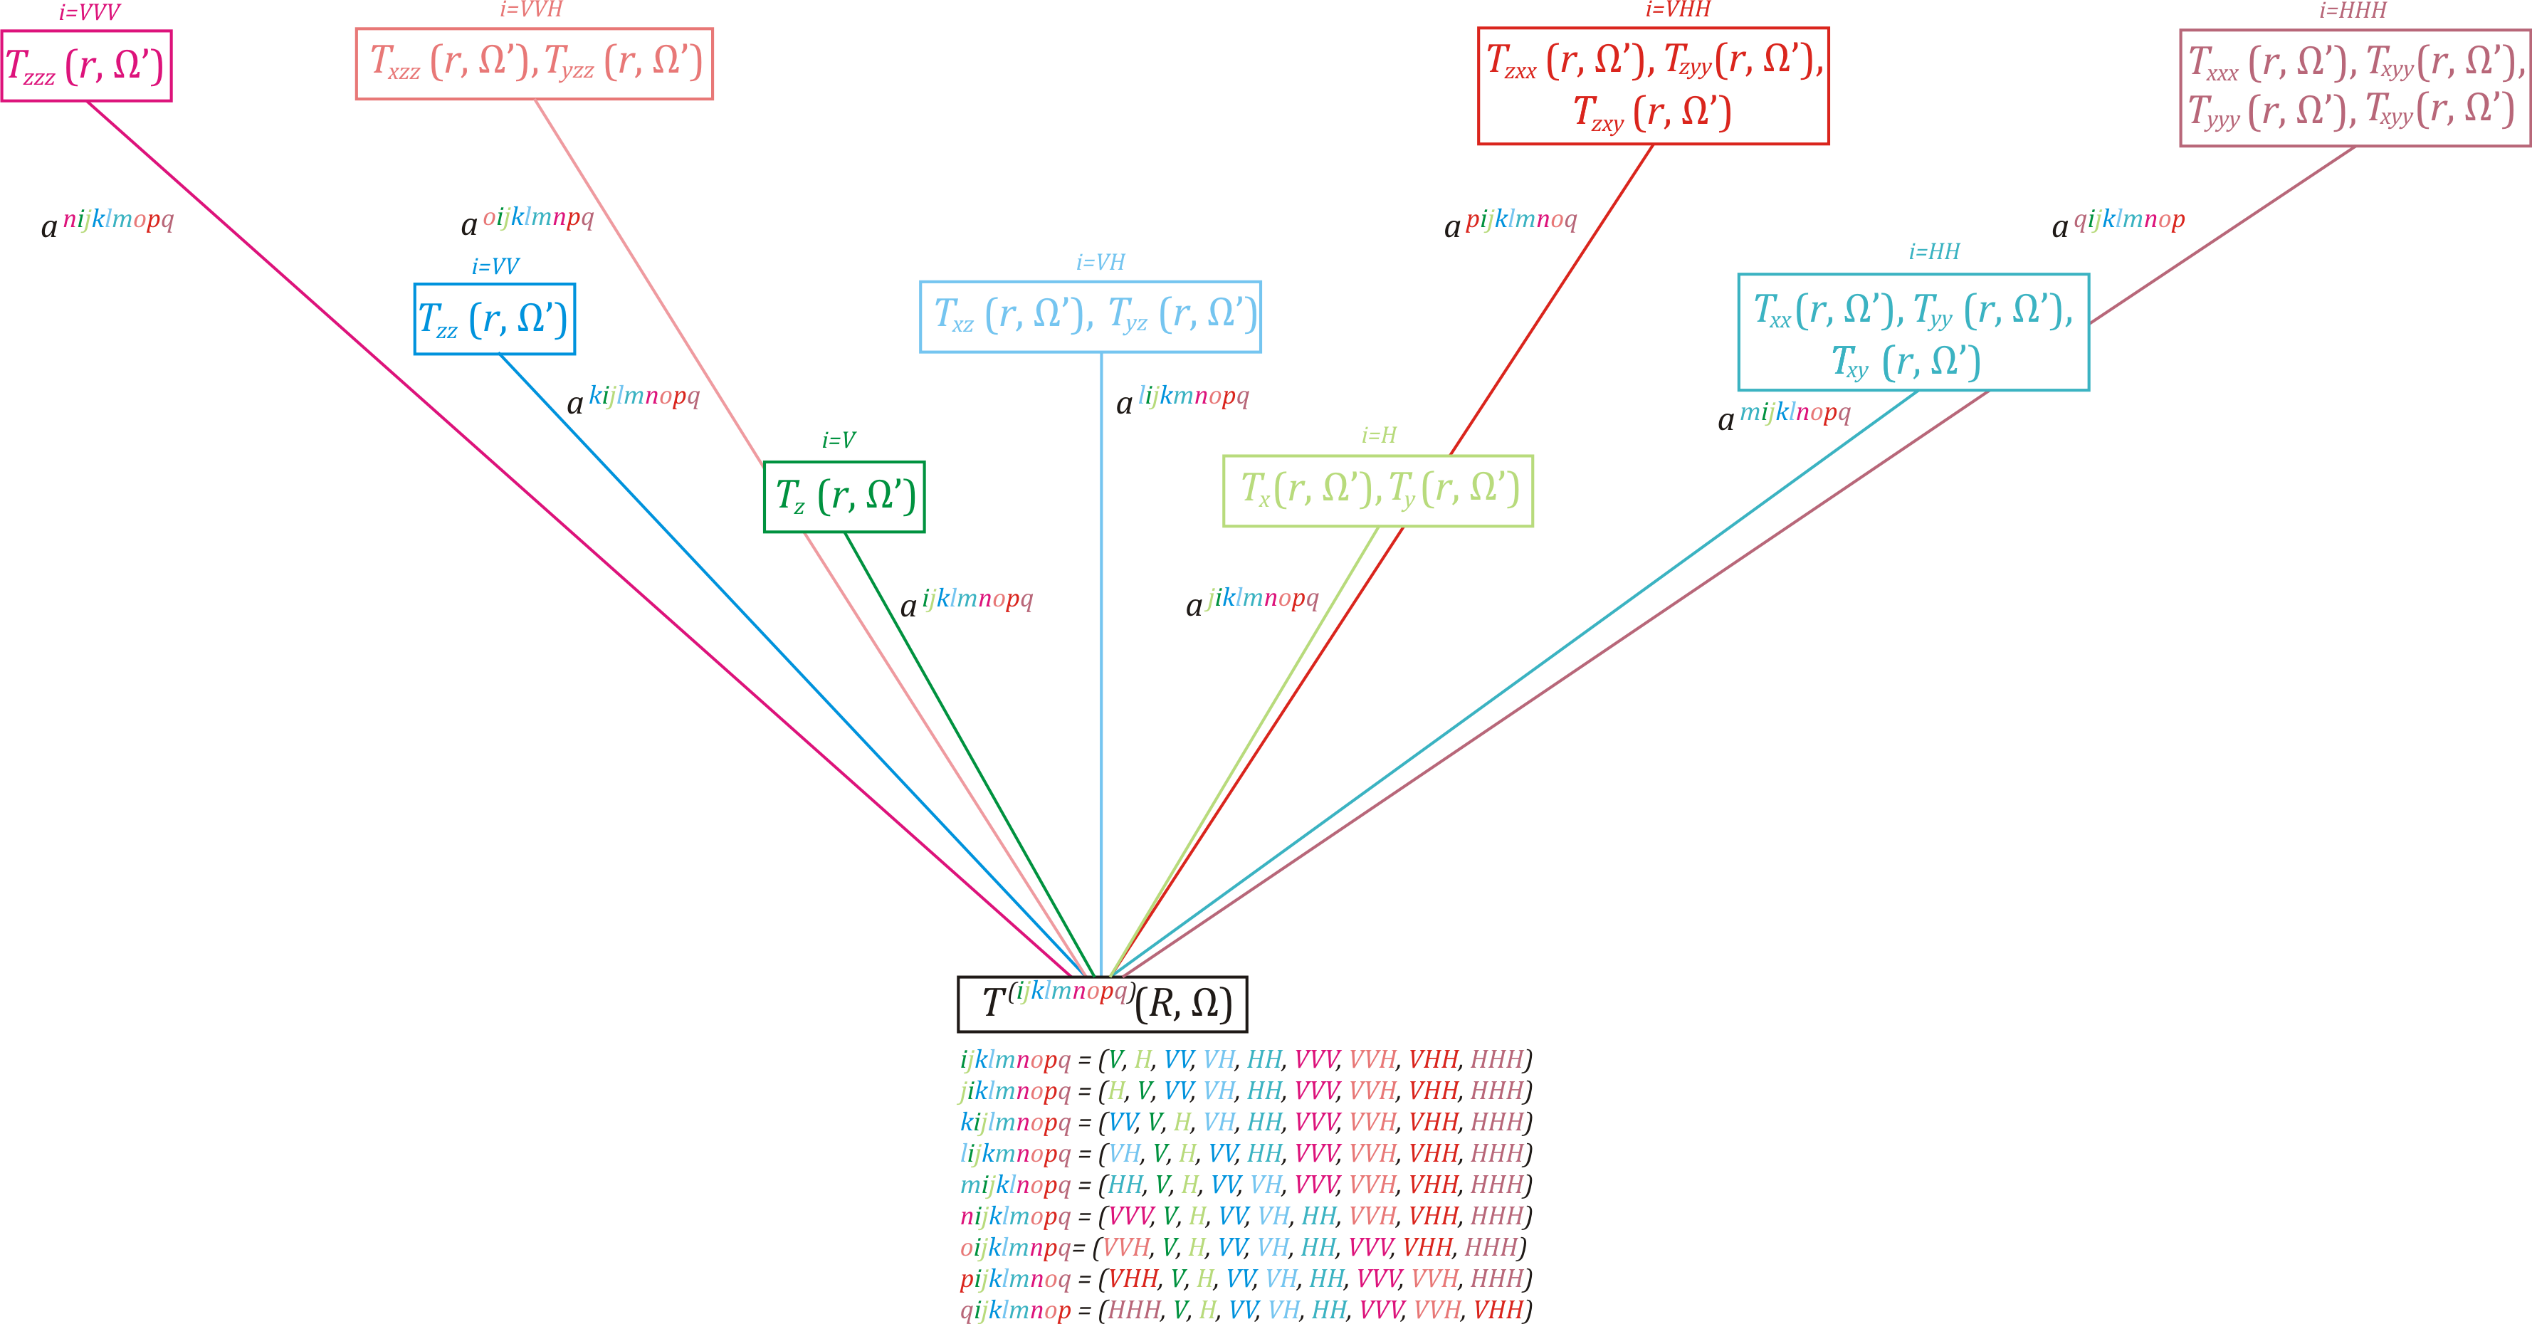 i=VVV
T_zzz (r, Ω’)
i=VVH
T_xzz (r, Ω’), T_yzz (r, Ω’)
i=VHH
T_zxx (r, Ω’), T_zyy (r, Ω’),
T_zxy (r, Ω’)
i=HHH
T_xxx (r, Ω’), T_xyy (r, Ω’),
T_yyy (r, Ω’), T_xyy (r, Ω’)
a^nijklmopq
a^oijklmnpq
a^pijklmnoq
a^qijklmnop
i=VV
T_zz (r, Ω’)
i=VH
T_xz (r, Ω’), T_yz (r, Ω’)
i=HH
T_xx (r, Ω’), T_yy (r, Ω’),
T_xy (r, Ω’)
a^kijlmnopq
a^lijkmnopq
a^mijklnopq
i=V
T_z (r, Ω’)
i=H
T_x (r, Ω’), T_y (r, Ω’)
a^ijklmnopq
a^jiklmnopq
T^(ijklmnopq) (R, Ω)
ijklmnopq = (V, H, VV, VH, HH, VVV, VVH, VHH, HHH)
jiklmnopq = (H, V, VV, VH, HH, VVV, VVH, VHH, HHH)
kijlmnopq = (VV, V, H, VH, HH, VVV, VVH, VHH, HHH)
lijkmnopq = (VH, V, H, VV, HH, VVV, VVH, VHH, HHH)
mijklnopq = (HH, V, H, VV, VH, VVV, VVH, VHH, HHH)
nijklmopq = (VVV, V, H, VV, VH, HH, VVH, VHH, HHH)
oijklmnpq= (VVH, V, H, VV, VH, HH, VVV, VHH, HHH)
pijklmnoq = (VHH, V, H, VV, VH, HH, VVV, VVH, HHH)
qijklmnop = (HHH, V, H, VV, VH, HH, VVV, VVH, VHH)